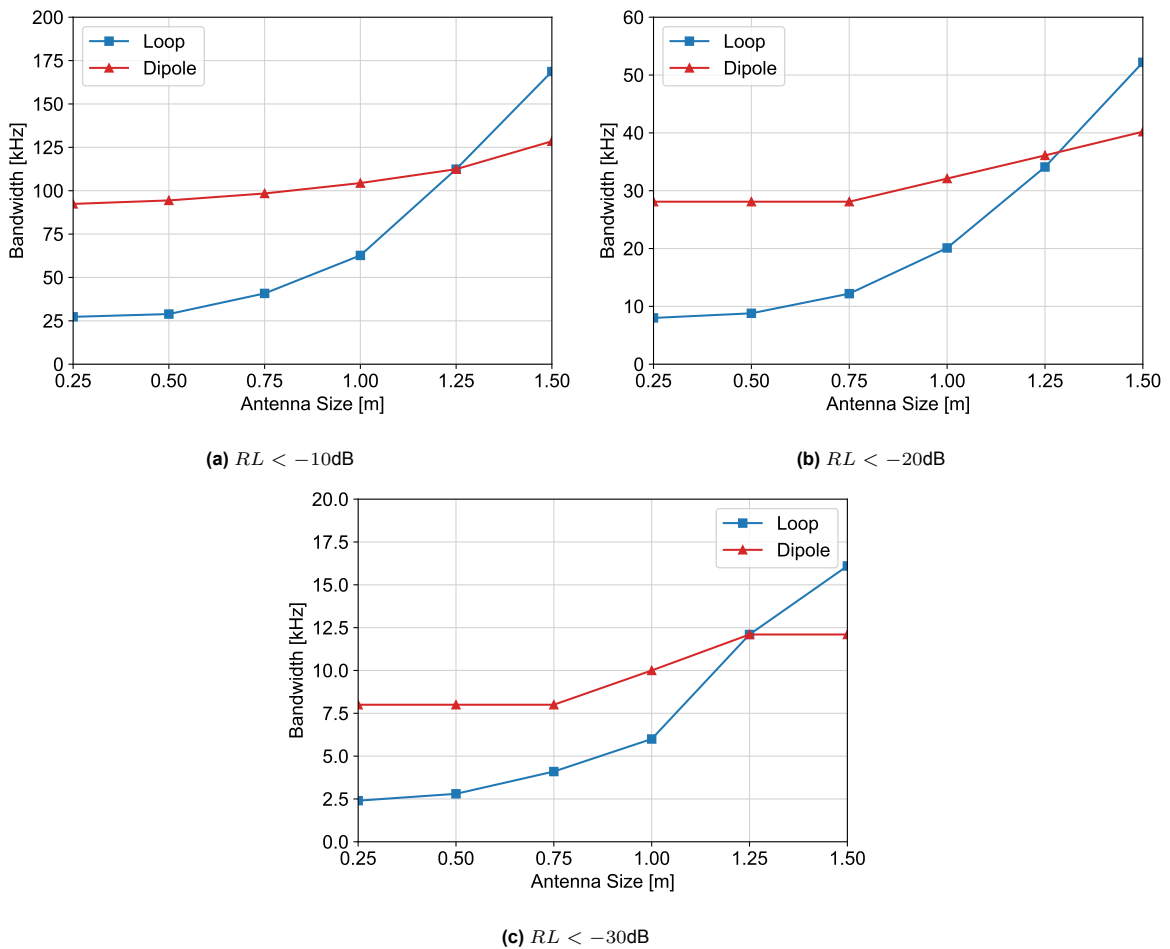 200
175
150
125
100
75
50
25
0
Bandwidth [kHz]
Loop
Dipole
0.25 0.50 0.75 1.00 1.25 1.50
Antenna Size [m]
(a) RL < −10dB
60
50
40
30
20
10
0
Bandwidth [kHz]
Loop
Dipole
0.25 0.50 0.75 1.00 1.25 1.50
Antenna Size [m]
(b) RL < −20dB
20.0
17.5
15.0
12.5
10.0
7.5
5.0
2.5
0.0
Bandwidth [kHz]
Loop
Dipole
0.25 0.50 0.75 1.00 1.25 1.50
Antenna Size [m]
(c) RL < −30dB